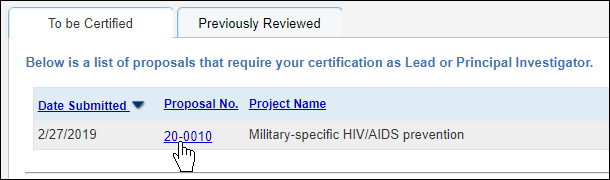 To be Certified Previously Reviewed
Below is a list of proposals that require your certification as Lead or Principal Investigator.
Date Submitted Proposal No. Project Name
2/27/2019 20-0010 Military-specific HIV/AIDS prevention